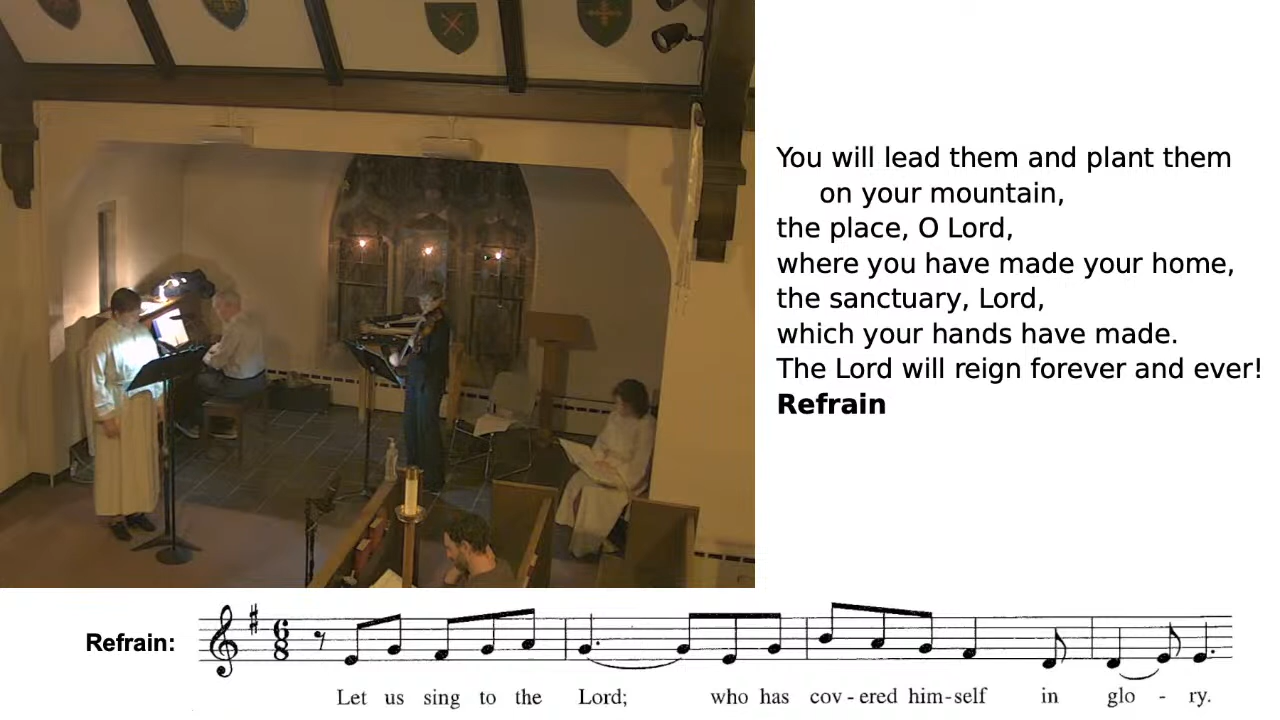 You will lead them and plant them
on your mountain,
the place, O Lord,
where you have made your home,
the sanctuary, Lord,
which your hands have made.
The Lord will reign forever and ever!
Refrain
Refrain:
6
8
Let us sing to the Lord; who has cov - ered him - self in glo - ry.